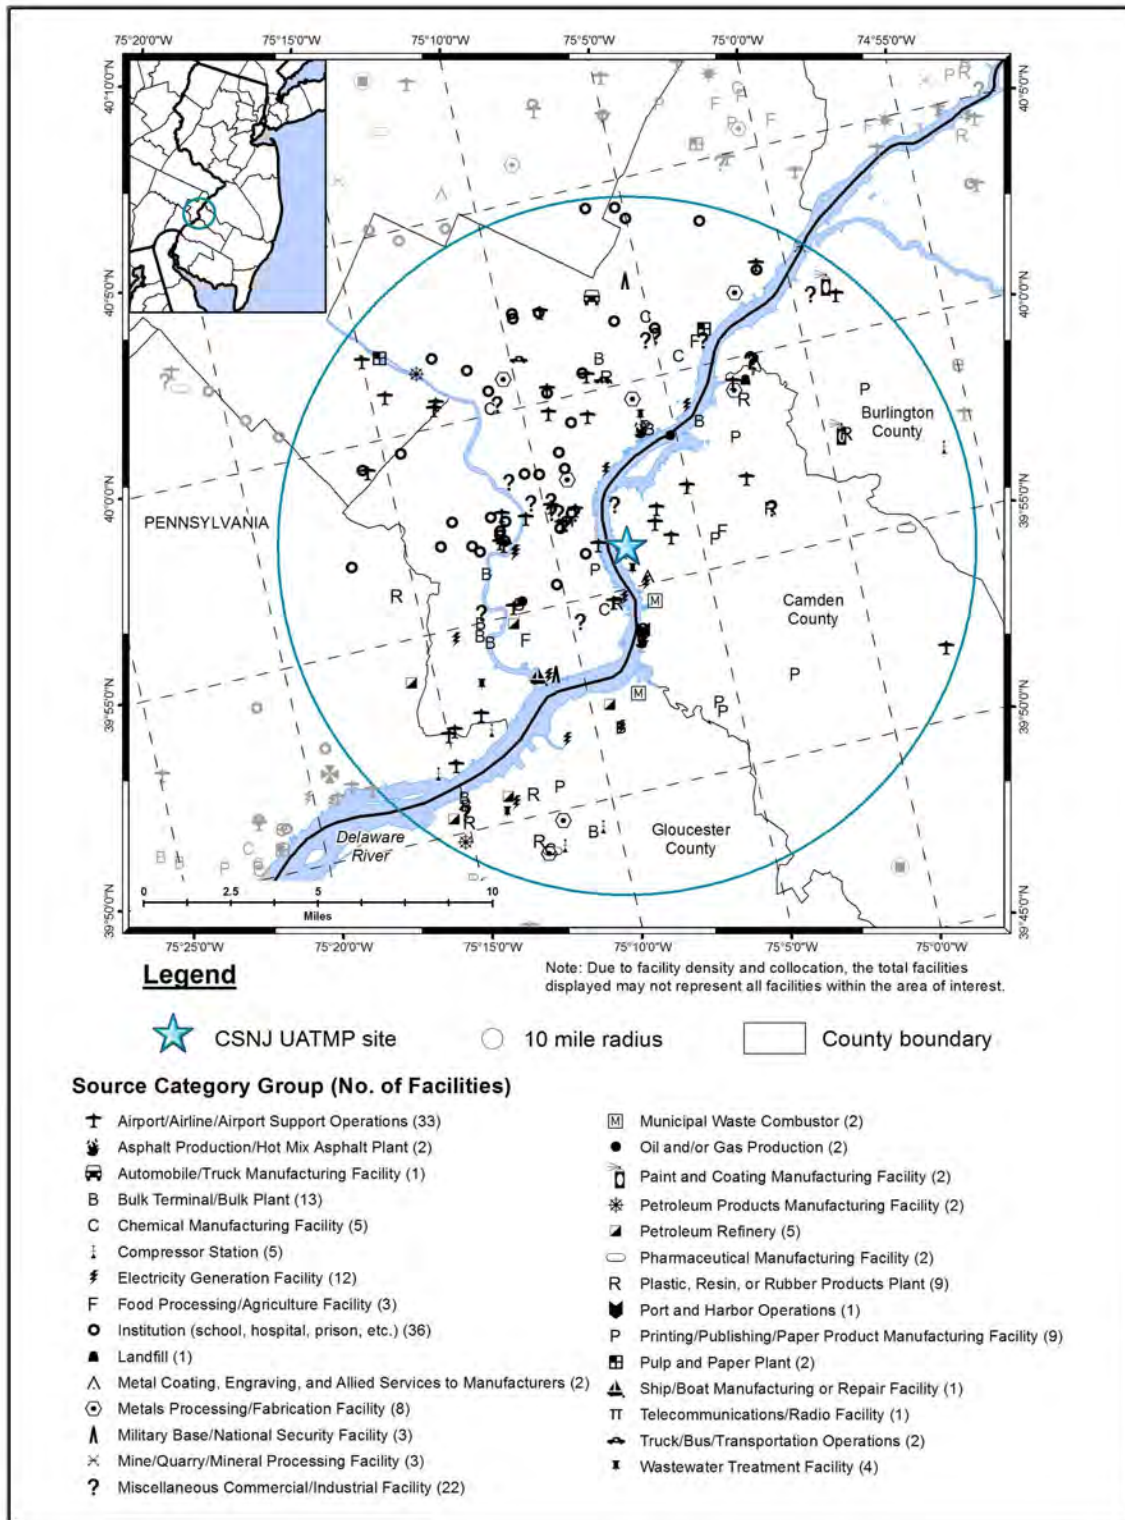 75°20'0"W 75°15'0"W 75°10'0"W 75°5'0"W 75°0'0"W 74°55'0"W
40°10'0"N
40°5'0"N
40°5'0"N
40°0'0"N
Burlington
County
40°0'0"N
39°55'0"N
PENNSYLVANIA
Camden
County
39°55'0"N
39°50'0"N
Delaware
River
Gloucester
County
0 2.5 5 10
Miles
39°50'0"N
39°45'0"N
75°25'0"W 75°20'0"W 75°15'0"W 75°10'0"W 75°5'0"W 75°0'0"W
Legend
Note: Due to facility density and collocation, the total facilities
displayed may not represent all facilities within the area of interest.
CSNJ UATMP site
10 mile radius
County boundary
Source Category Group (No. of Facilities)
Airport/Airline/Airport Support Operations (33)
Asphalt Production/Hot Mix Asphalt Plant (2)
Automobile/Truck Manufacturing Facility (1)
B Bulk Terminal/Bulk Plant (13)
C Chemical Manufacturing Facility (5)
Compressor Station (5)
Electricity Generation Facility (12)
F Food Processing/Agriculture Facility (3)
Institution (school, hospital, prison, etc.) (36)
Landfill (1)
Metal Coating, Engraving, and Allied Services to Manufacturers (2)
Metals Processing/Fabrication Facility (8)
Military Base/National Security Facility (3)
Mine/Quarry/Mineral Processing Facility (3)
? Miscellaneous Commercial/Industrial Facility (22)
M Municipal Waste Combustor (2)
Oil and/or Gas Production (2)
Paint and Coating Manufacturing Facility (2)
Petroleum Products Manufacturing Facility (2)
Petroleum Refinery (5)
Pharmaceutical Manufacturing Facility (2)
R Plastic, Resin, or Rubber Products Plant (9)
Port and Harbor Operations (1)
P Printing/Publishing/Paper Product Manufacturing Facility (9)
Pulp and Paper Plant (2)
Ship/Boat Manufacturing or Repair Facility (1)
Telecommunications/Radio Facility (1)
Truck/Bus/Transportation Operations (2)
Wastewater Treatment Facility (4)